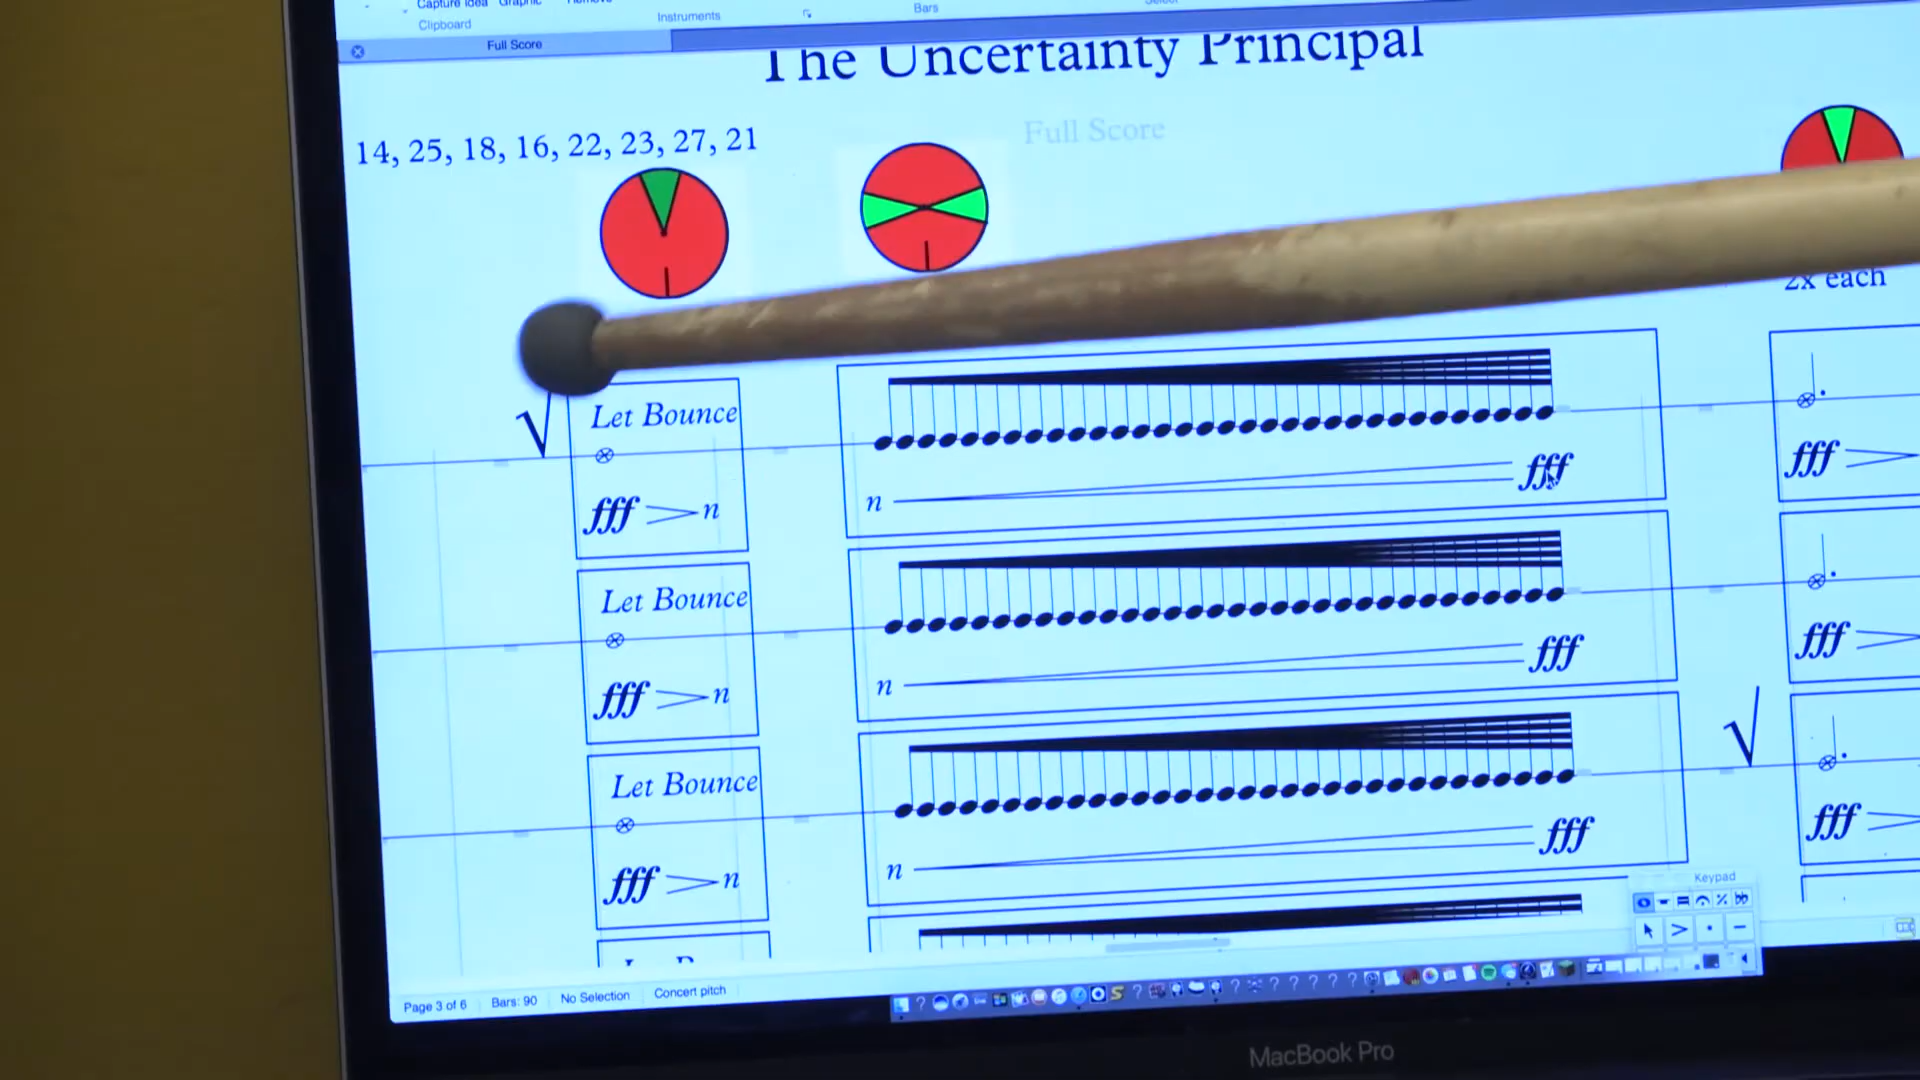 Capture Idea Graphic
Clipboard
Instruments
Bars
Full Score
The Uncertainty Principal
Full Score
14, 25, 18, 16, 22, 23, 27, 21
2x each
Let Bounce
fff n
n fff
fff
Let Bounce
fff n
n fff
fff
Let Bounce
fff n
n fff
fff
Keypad
Page 3 of 6 Bars: 90 No Selection Concert pitch
MacBook Pro